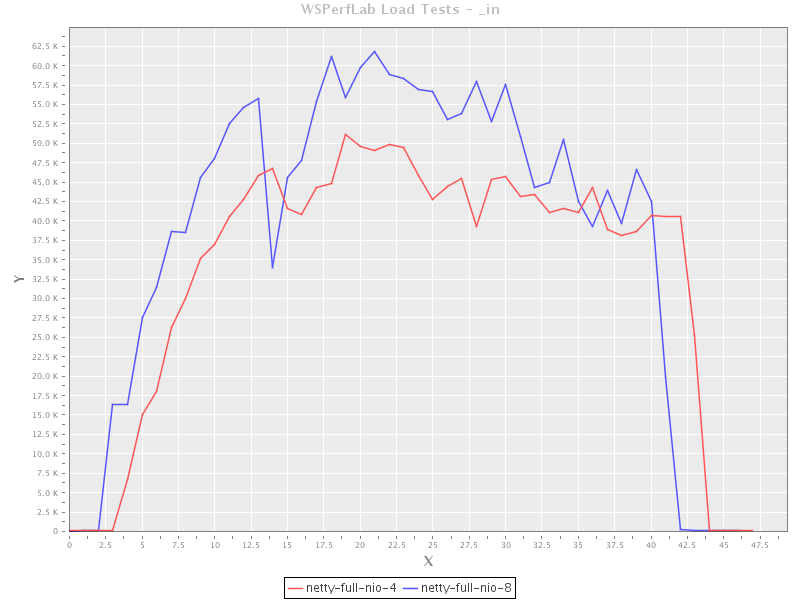 WSPerfLab Load Tests - _in
62.5 K
60.0 K
57.5 K
55.0 K
52.5 K
50.0 K
47.5 K
45.0 K
42.5 K
40.0 K
37.5 K
35.0 K
32.5 K
30.0 K
27.5 K
25.0 K
22.5 K
20.0 K
17.5 K
15.0 K
12.5 K
10.0 K
7.5 K
5.0 K
2.5 K
0
Y
0 2.5 5 7.5 10 12.5 15 17.5 20 22.5 25 27.5 30 32.5 35 37.5 40 42.5 45 47.5
X
netty-full-nio-4 netty-full-nio-8